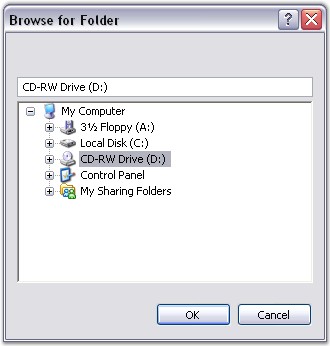 Browse for Folder
CD-RW Drive (D:)
My Computer
3½ Floppy (A:)
Local Disk (C:)
CD-RW Drive (D:)
Control Panel
My Sharing Folders
OK
Cancel